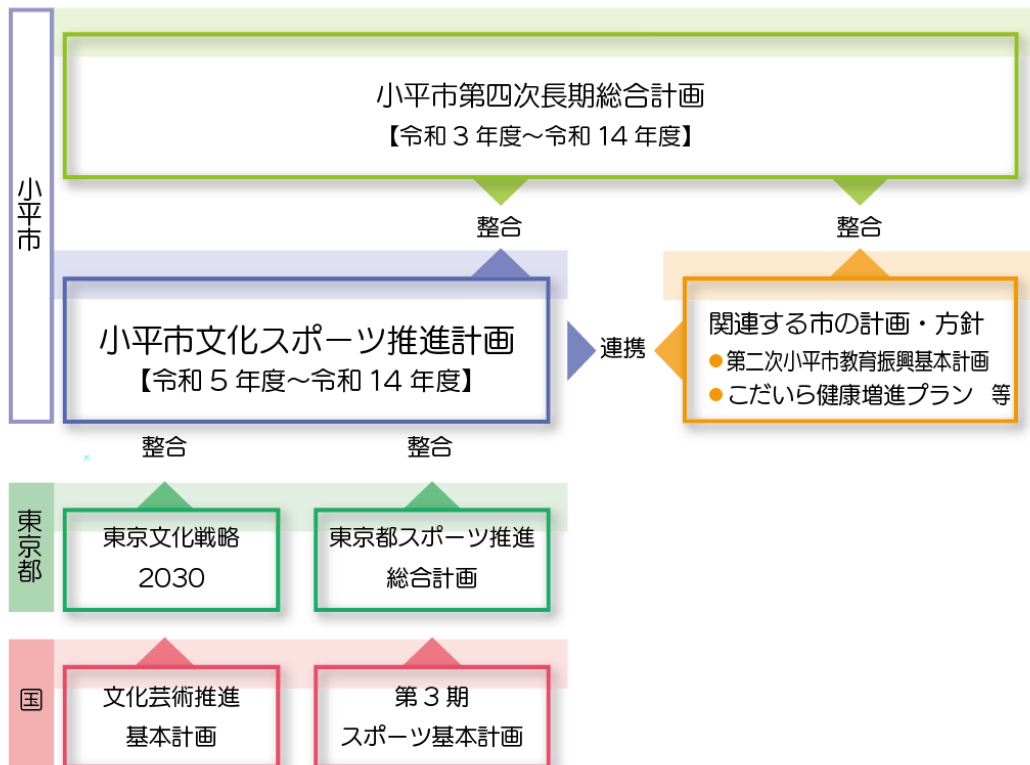 小平市
小平市第四次長期総合計画
【令和3年度～令和14年度】
整合
整合
小平市文化スポーツ推進計画
【令和5年度～令和14年度】
連携
関連する市の計画・方針
●第二次小平市教育振興基本計画
●こだいら健康増進プラン 等
整合
整合
東京都
東京文化戦略
2030
東京都スポーツ推進
総合計画
国
文化芸術推進
基本計画
第3期
スポーツ基本計画